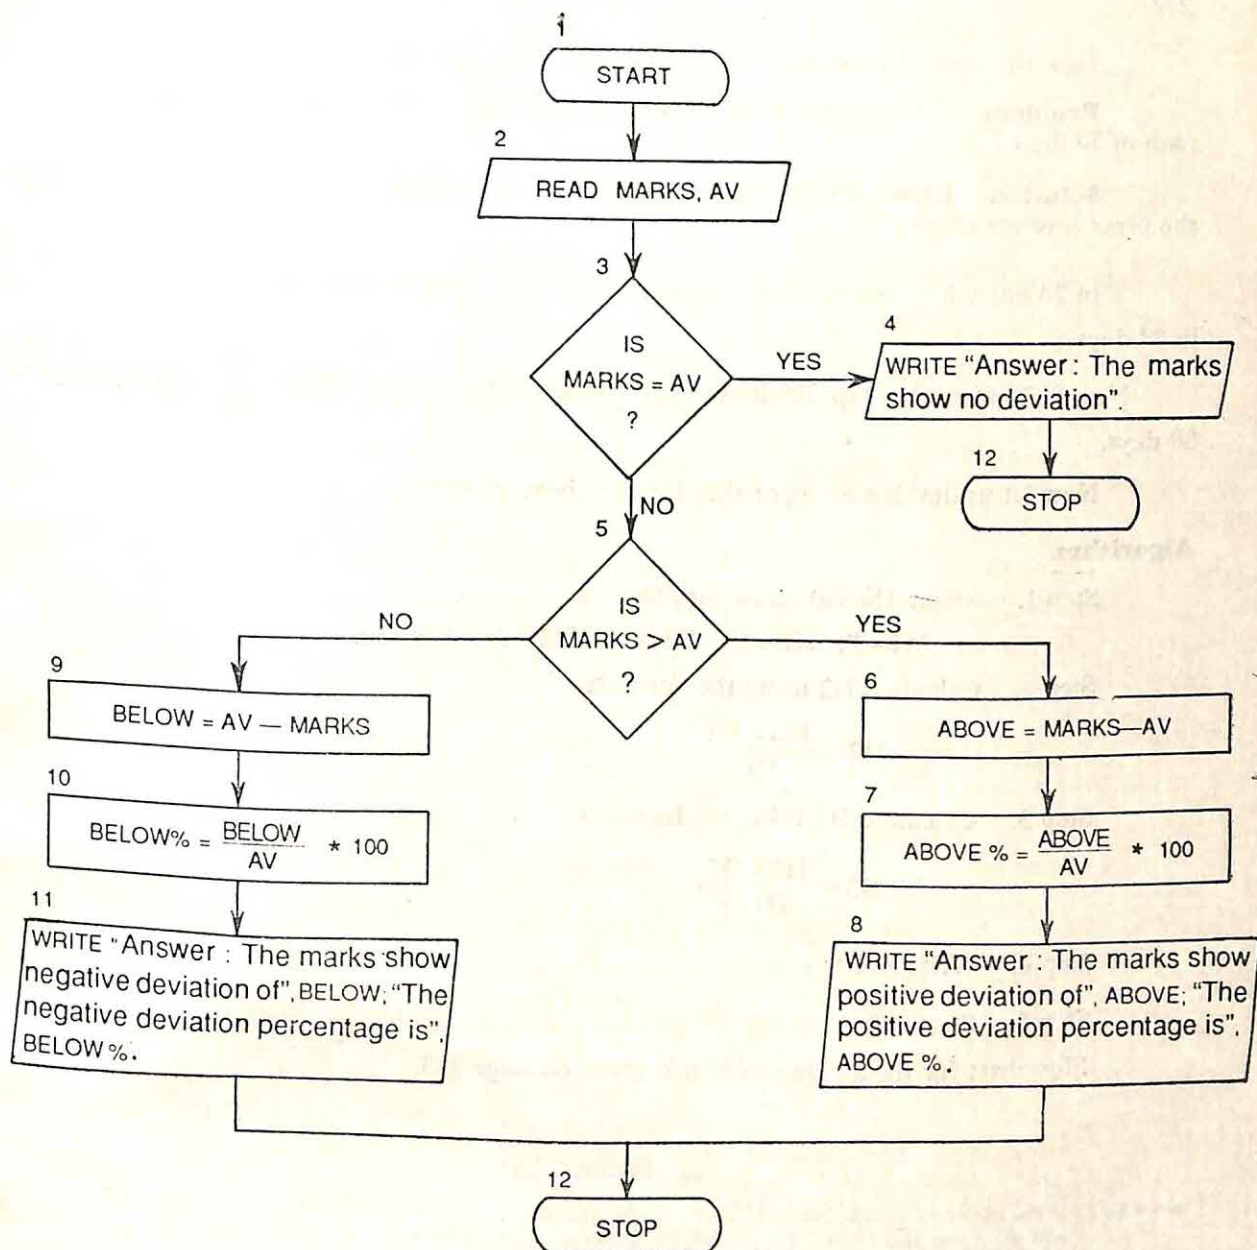 1
START
2
READ MARKS, AV
3
IS
MARKS = AV
?
YES
4
WRITE "Answer : The marks
show no deviation".
12
STOP
NO
5
IS
MARKS > AV
?
NO
YES
9
BELOW = AV — MARKS
10
BELOW% = BELOW
AV
* 100
11
WRITE "Answer : The marks show
negative deviation of", BELOW; "The
negative deviation percentage is",
BELOW %.
6
ABOVE = MARKS—AV
7
ABOVE % = ABOVE
AV
* 100
8
WRITE "Answer : The marks show
positive deviation of", ABOVE; "The
positive deviation percentage is",
ABOVE %.
12
STOP